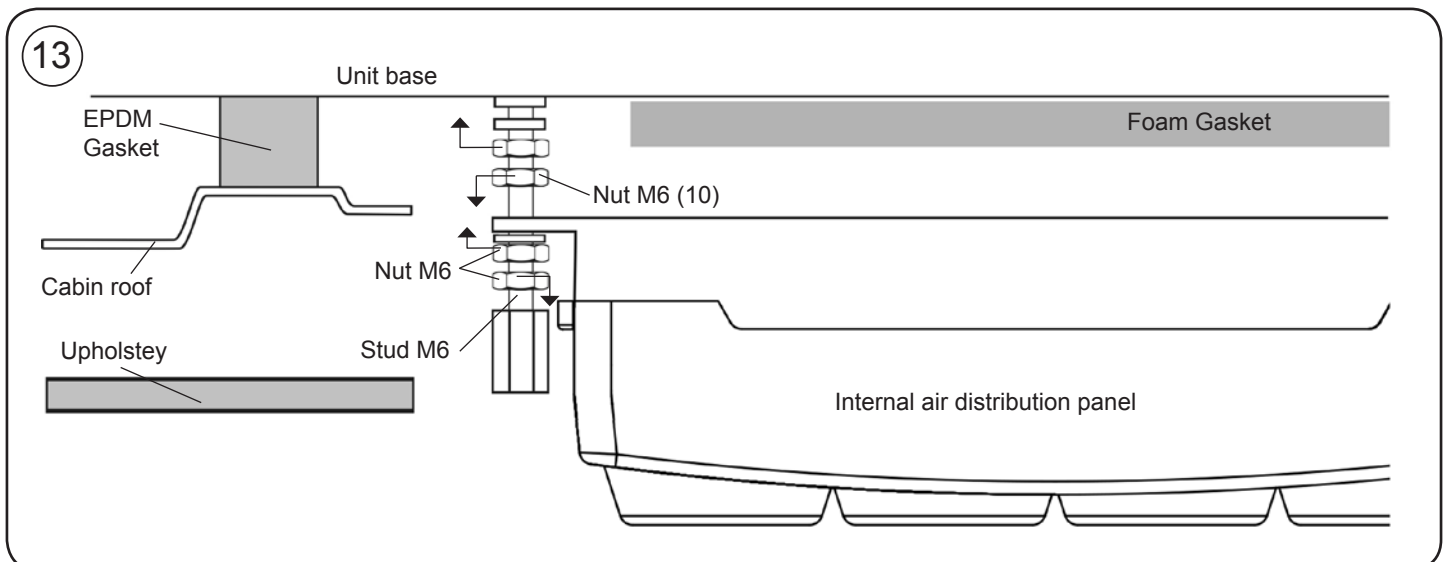 13
Unit base
EPDM
Gasket
Foam Gasket
Nut M6 (10)
Nut M6
Cabin roof
Upholstey
Stud M6
Internal air distribution panel